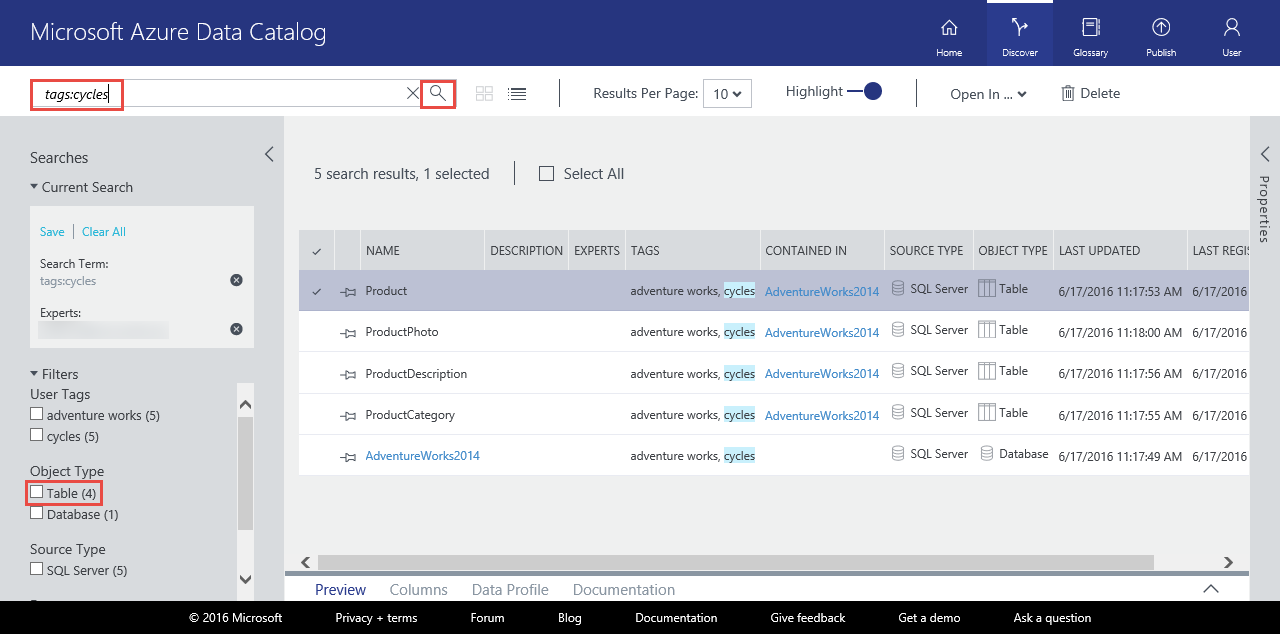 Microsoft Azure Data Catalog
Home
Discover
Glossary
Publish
User
tags:cycles
Results Per Page: 10
Highlight
Open In ...
Delete
Searches
Current Search
Save | Clear All
Search Term:
tags:cycles
Experts:
Filters
User Tags
adventure works (5)
cycles (5)
Object Type
Table (4)
Database (1)
Source Type
SQL Server (5)
5 search results, 1 selected
Select All
NAME DESCRIPTION EXPERTS TAGS CONTAINED IN SOURCE TYPE OBJECT TYPE LAST UPDATED LAST REGIS
Product adventure works, cycles AdventureWorks2014 SQL Server Table 6/17/2016 11:17:53 AM 6/17/2016
ProductPhoto adventure works, cycles AdventureWorks2014 SQL Server Table 6/17/2016 11:18:00 AM 6/17/2016
ProductDescription adventure works, cycles AdventureWorks2014 SQL Server Table 6/17/2016 11:17:56 AM 6/17/2016
ProductCategory adventure works, cycles AdventureWorks2014 SQL Server Table 6/17/2016 11:17:55 AM 6/17/2016
AdventureWorks2014 adventure works, cycles SQL Server Database 6/17/2016 11:17:49 AM 6/17/2016
Properties
Preview Columns Data Profile Documentation
© 2016 Microsoft Privacy + terms Forum Blog Documentation Give feedback Get a demo Ask a question